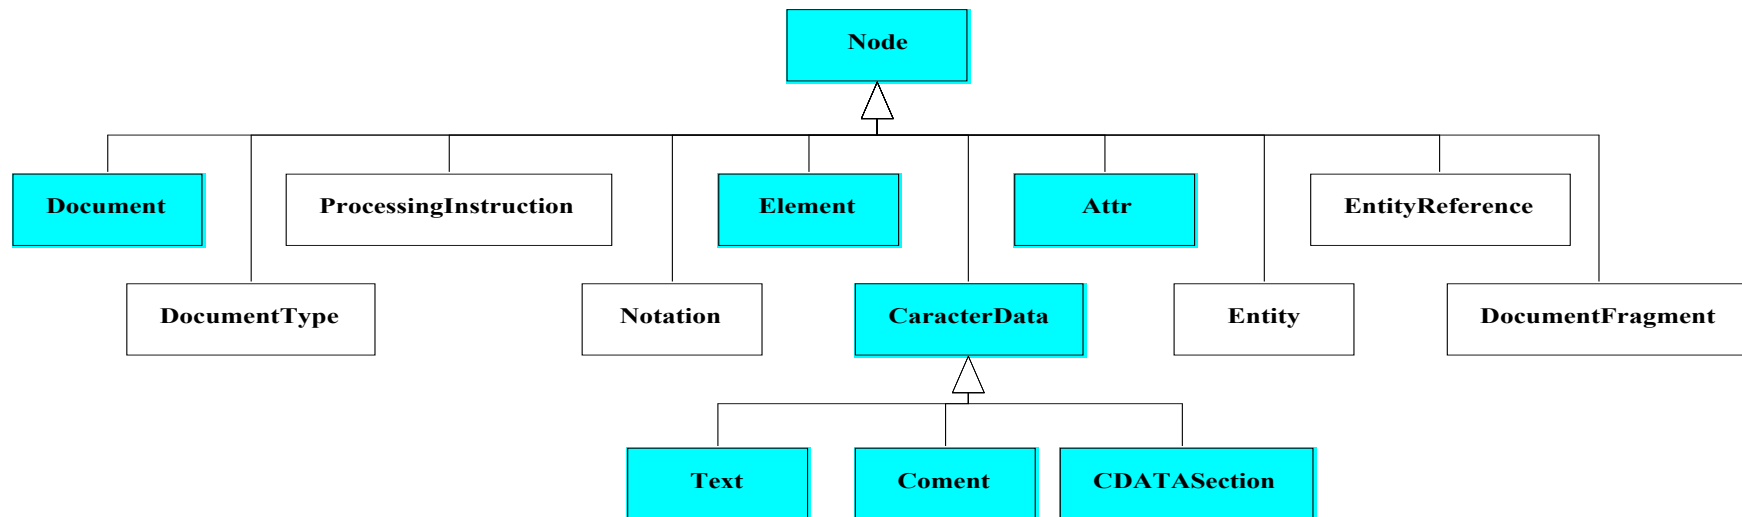 Node
Document
ProcessingInstruction
Element
Attr
EntityReference
DocumentType
Notation
CaracterData
Entity
DocumentFragment
Text
Coment
CDATASection